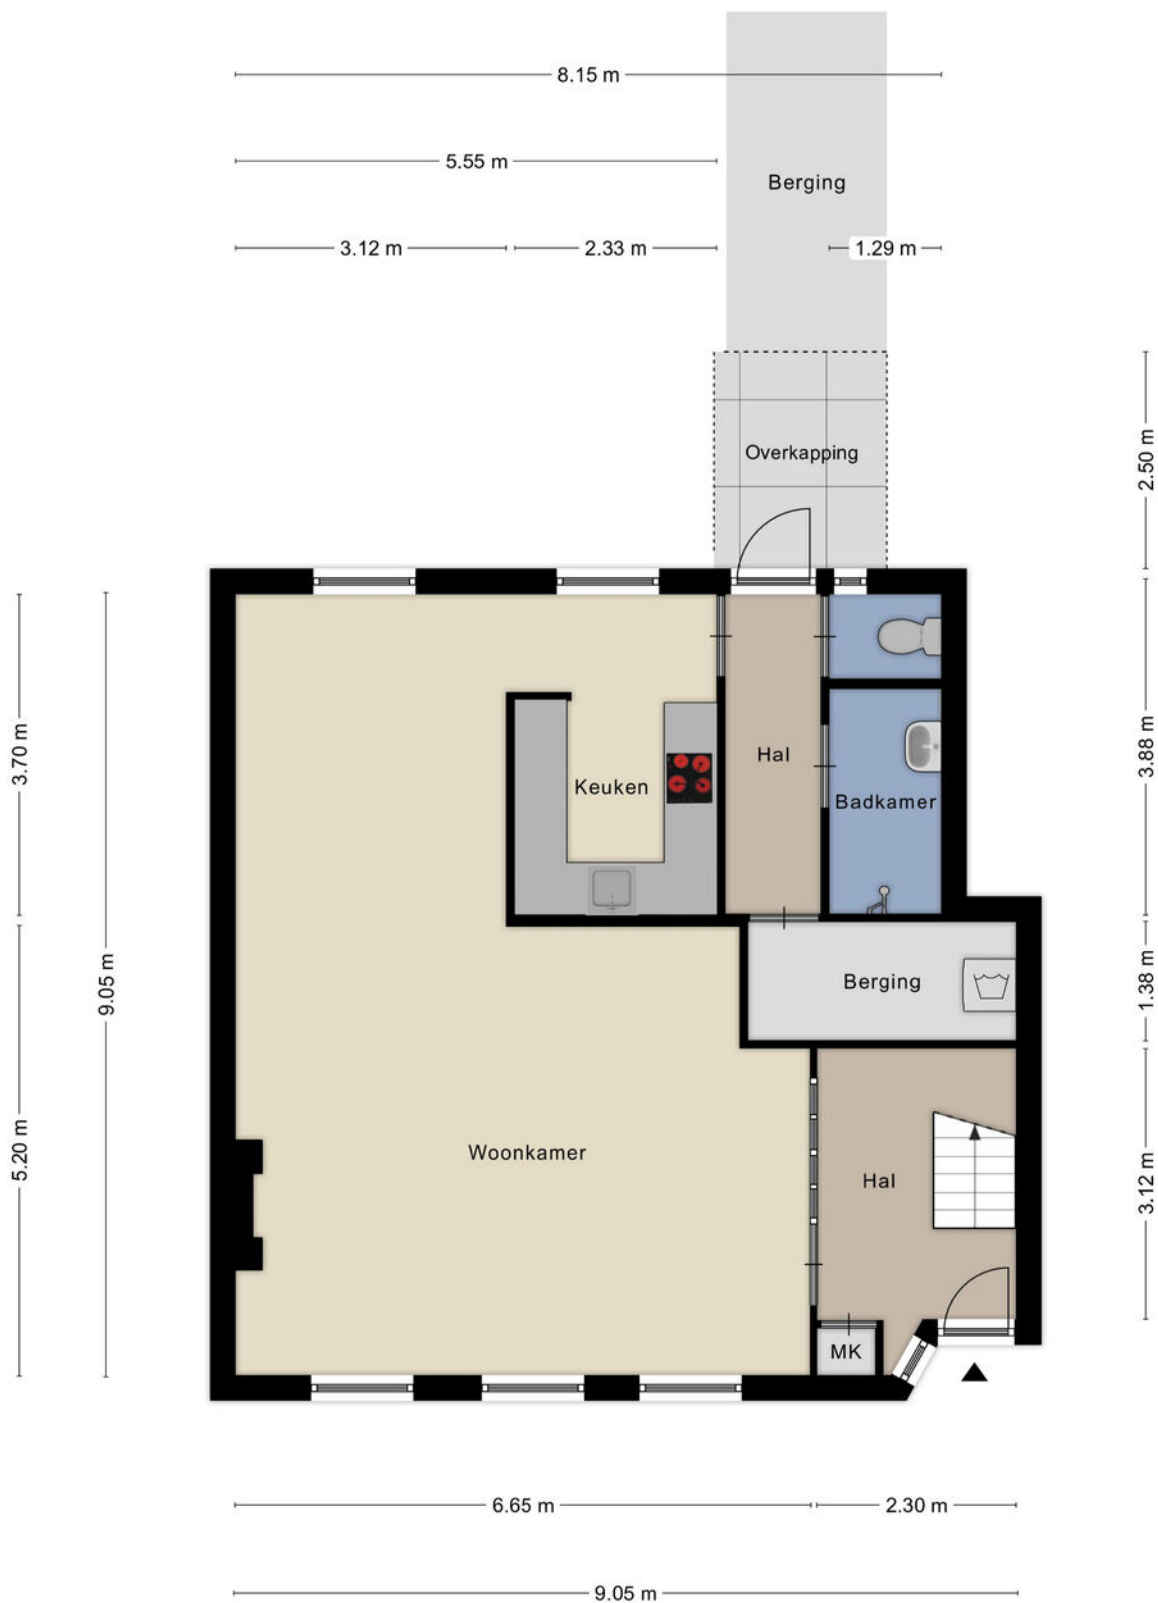 8.15 m
5.55 m
Berging
3.12 m
2.33 m
1.29 m
2.50 m
Overkapping
3.70 m
3.88 m
Hal
Keuken
Badkamer
9.05 m
1.38 m
Berging
5.20 m
Woonkamer
Hal
3.12 m
MK
6.65 m
2.30 m
9.05 m